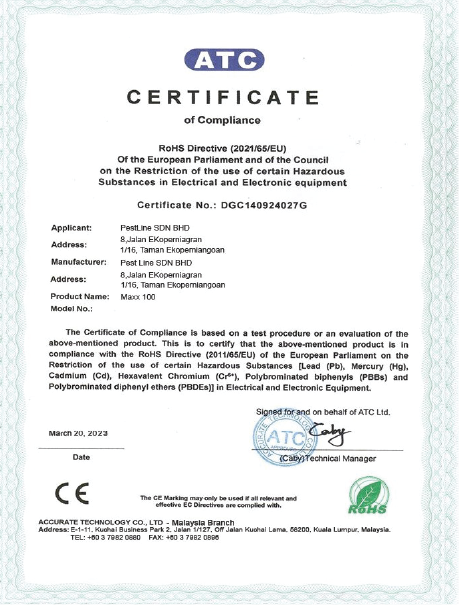 ATC
CERTIFICATE
of Compliance
RoHS Directive (2021/65/EU)
Of the European Parliament and of the Council
on the Restriction of the use of certain Hazardous
Substances in Electrical and Electronic equipment
Certificate No.: DGC140924027G
Applicant: PestLine SDN BHD
Address: 8,Jalan EKoperniagran
1/16, Taman Ekoperniangoan
Manufacturer: Pest Line SDN BHD
Address: 8,Jalan EKoperniagran
1/16, Taman Ekoperniangoan
Product Name: Maxx 100
Model No.:
The Certificate of Compliance is based on a test procedure or an evaluation of the
above-mentioned product. This is to certify that the above-mentioned product is in
compliance with the RoHS Directive (2011/65/EU) of the European Parliament on the
Restriction of the use of certain Hazardous Substances [Lead (Pb), Mercury (Hg),
Cadmium (Cd), Hexavalent Chromium (Cr⁶⁺), Polybrominated biphenyls (PBBs) and
Polybrominated diphenyl ethers (PBDEs)] in Electrical and Electronic Equipment.
Signed for and on behalf of ATC Ltd.
ATC
Caby
March 20, 2023
Date
(Caby)Technical Manager
CE
The CE Marking may only be used if all relevant and
effective EC Directives are complied with.
RoHS
ACCURATE TECHNOLOGY CO., LTD - Malaysia Branch
Address: E-1-11, Kuchai Business Park 2, Jalan 1/127, Off Jalan Kuchai Lama, 58200, Kuala Lumpur, Malaysia.
TEL: +60 3 7982 0880 FAX: +60 3 7982 0895